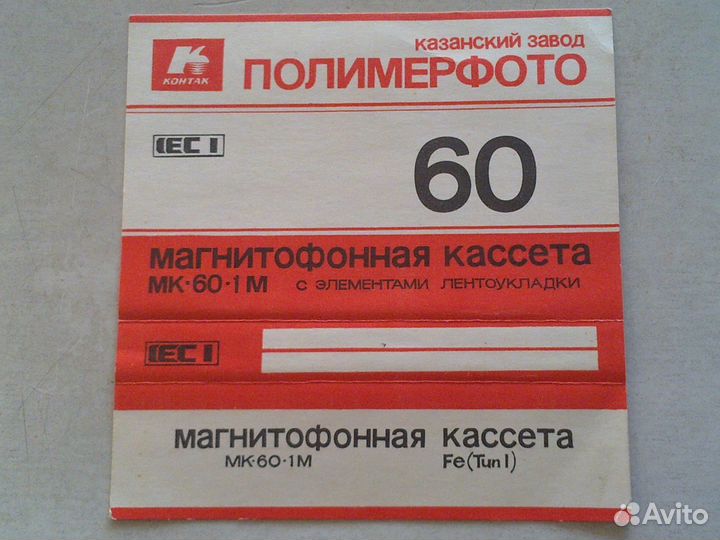 казанский завод
КОНТАК
ПОЛИМЕРФОТО
IEC I
60
магнитофонная кассета
МК-60-1М с элементами лентоукладки
IEC I
магнитофонная кассета
МК-60-1М Fe (Тип I)
Avito